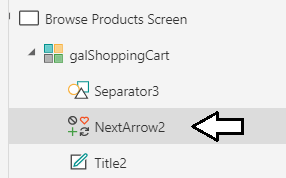 Browse Products Screen
galShoppingCart
Separator3
NextArrow2
Title2